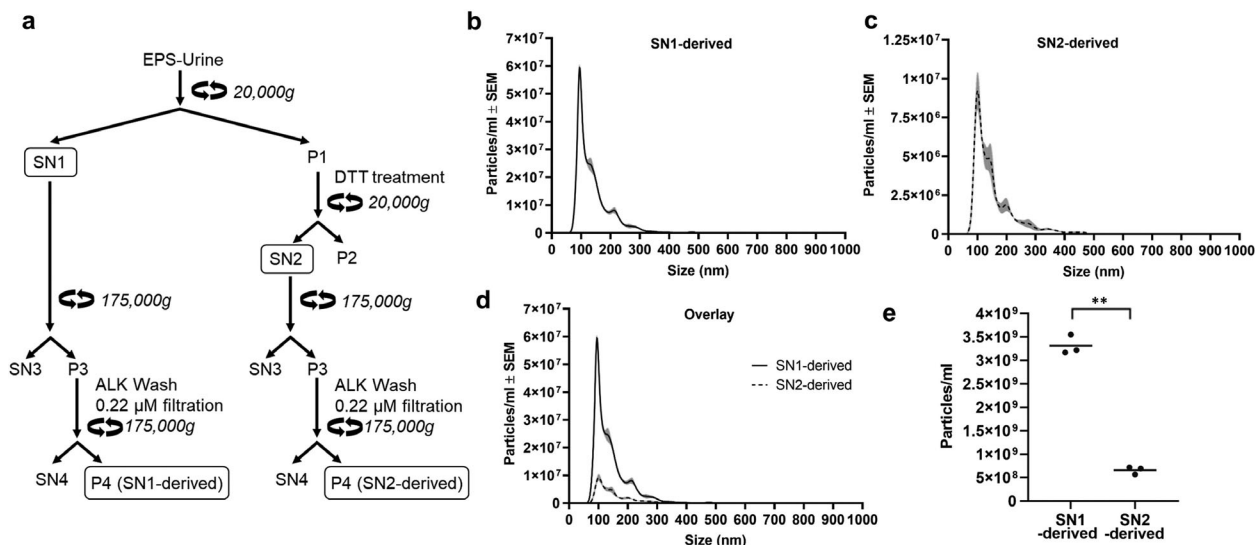 a
EPS-Urine
20,000g
SN1
P1
DTT treatment
20,000g
SN2
P2
175,000g
175,000g
SN3
P3
SN3
P3
ALK Wash
0.22 µM filtration
175,000g
ALK Wash
0.22 µM filtration
175,000g
SN4
P4 (SN1-derived)
SN4
P4 (SN2-derived)
b
SN1-derived
Particles/ml ± SEM
7×10⁷
6×10⁷
5×10⁷
4×10⁷
3×10⁷
2×10⁷
1×10⁷
0
0 100 200 300 400 500 600 700 800 900 1000
Size (nm)
c
SN2-derived
Particles/ml ± SEM
1.25×10⁷
1×10⁷
7.5×10⁶
5×10⁶
2.5×10⁶
0
0 100 200 300 400 500 600 700 800 900 1000
Size (nm)
d
Overlay
Particles/ml ± SEM
7×10⁷
6×10⁷
5×10⁷
4×10⁷
3×10⁷
2×10⁷
1×10⁷
0
SN1-derived
SN2-derived
0 100 200 300 400 500 600 700 800 900 1000
Size (nm)
e
**
Particles/ml
4×10⁹
3.5×10⁹
3×10⁹
2.5×10⁹
2×10⁹
1.5×10⁹
1×10⁹
5×10⁸
0
SN1
-derived
SN2
-derived